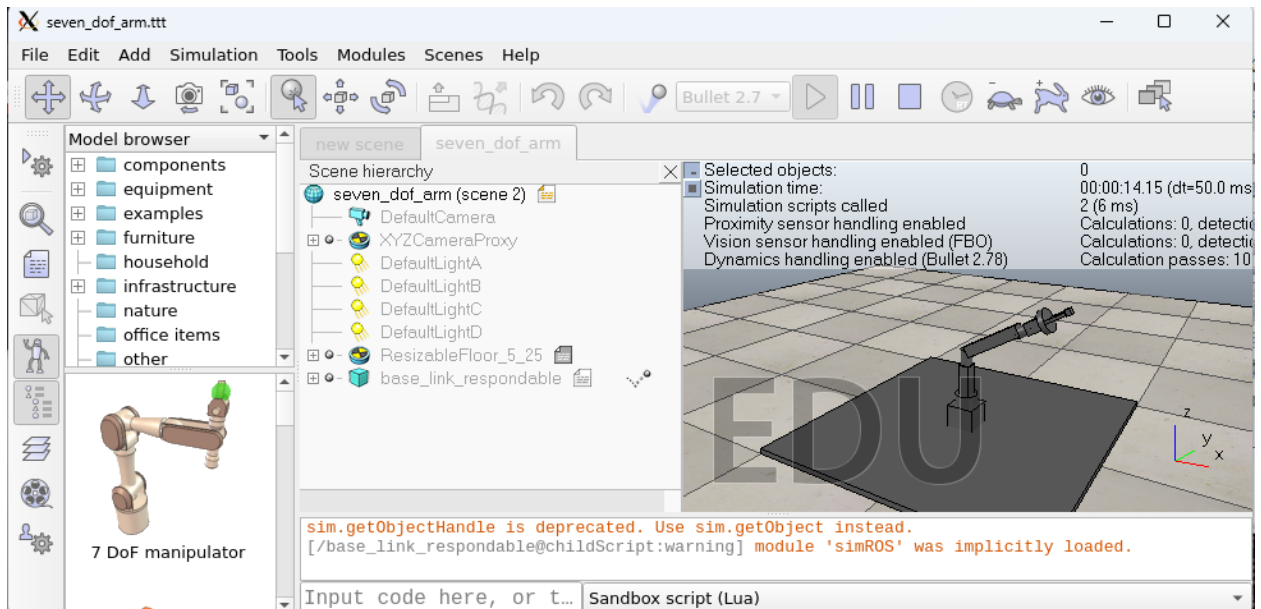 seven_dof_arm.ttt
File Edit Add Simulation Tools Modules Scenes Help
Bullet 2.7
RT
Model browser
components
equipment
examples
furniture
household
infrastructure
nature
office items
other
7 DoF manipulator
new scene seven_dof_arm
Scene hierarchy
seven_dof_arm (scene 2)
DefaultCamera
XYZCameraProxy
DefaultLightA
DefaultLightB
DefaultLightC
DefaultLightD
ResizableFloor_5_25
base_link_respondable
Selected objects: 0
Simulation time: 00:00:14.15 (dt=50.0 ms
Simulation scripts called 2 (6 ms)
Proximity sensor handling enabled Calculations: 0, detecti
Vision sensor handling enabled (FBO) Calculations: 0, detecti
Dynamics handling enabled (Bullet 2.78) Calculation passes: 10
EDU
z
y
x
sim.getObjectHandle is deprecated. Use sim.getObject instead.
[/base_link_respondable@childScript:warning] module 'simROS' was implicitly loaded.
Input code here, or t... Sandbox script (Lua)